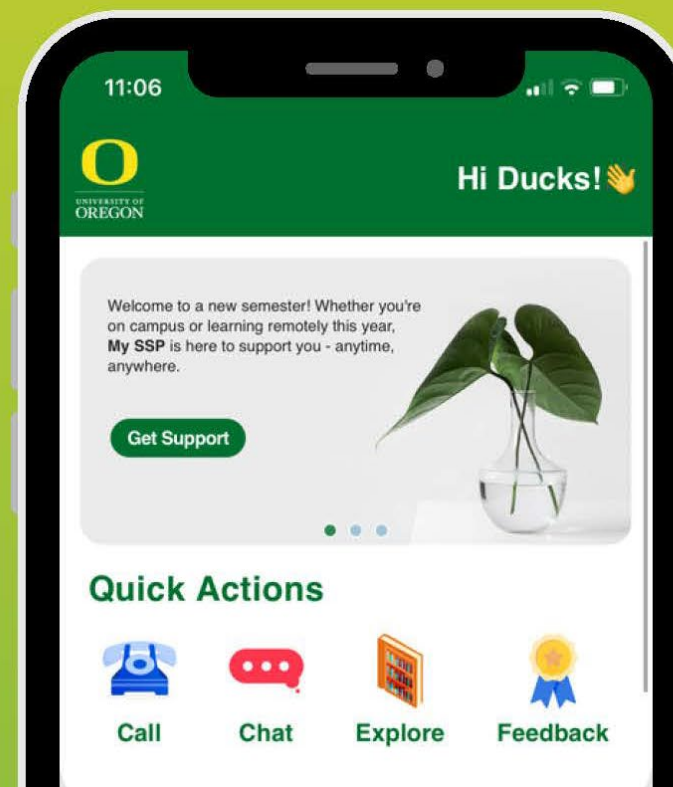 11:06
UNIVERSITY OF
OREGON
Hi Ducks!👋
Welcome to a new semester! Whether you're
on campus or learning remotely this year,
My SSP is here to support you - anytime,
anywhere.
Get Support
Quick Actions
Call Chat Explore Feedback